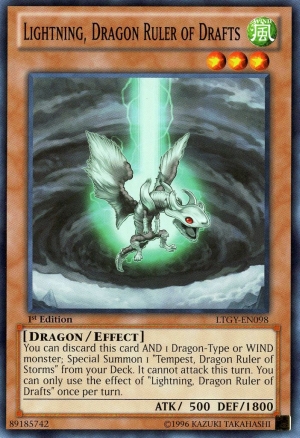 LIGHTNING, DRAGON RULER OF DRAFTS
WIND
風
1st Edition
LTGY-EN098
[DRAGON / EFFECT]
You can discard this card AND 1 Dragon-Type or WIND
monster; Special Summon 1 "Tempest, Dragon Ruler of
Storms" from your Deck. It cannot attack this turn. You can
only use the effect of "Lightning, Dragon Ruler of
Drafts" once per turn.
ATK/ 500 DEF/1800
89185742
©1996 KAZUKI TAKAHASHI